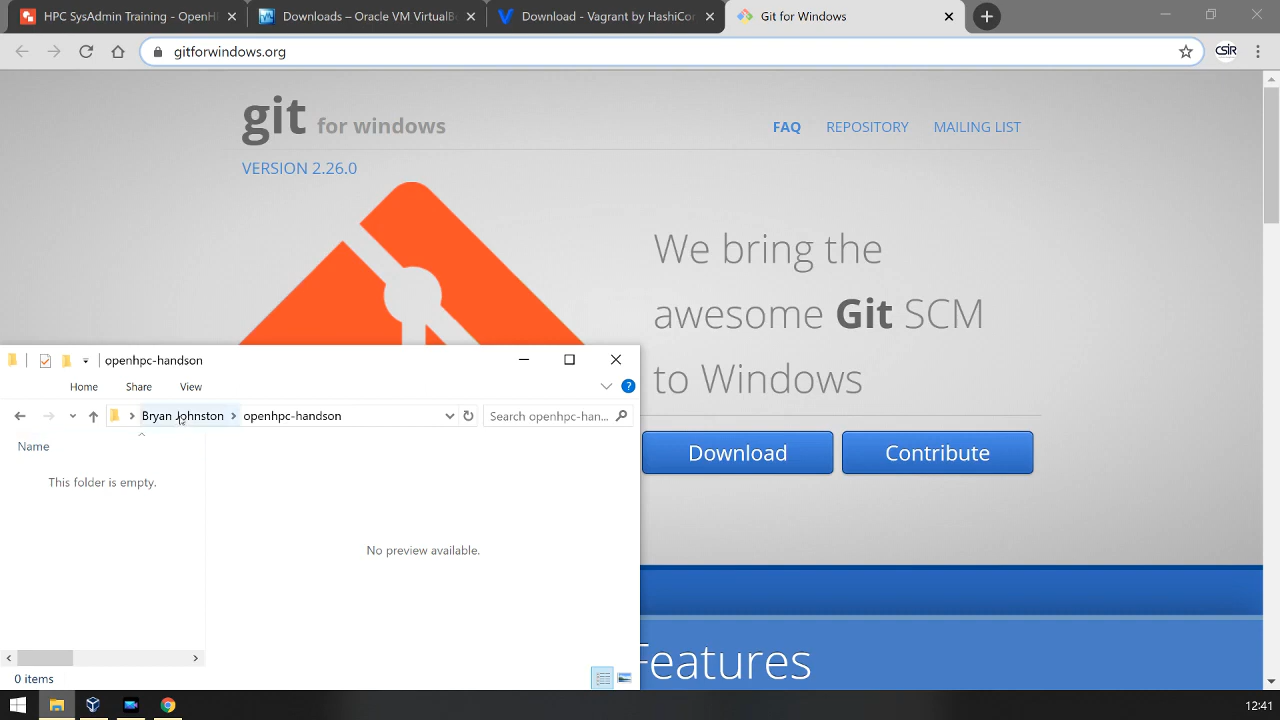 HPC SysAdmin Training - OpenH
Downloads – Oracle VM VirtualB
Download - Vagrant by HashiCor
Git for Windows
gitforwindows.org
CSIR
git for windows
FAQ
REPOSITORY
MAILING LIST
VERSION 2.26.0
We bring the
awesome Git SCM
to Windows
Download
Contribute
Features
openhpc-handson
Home
Share
View
Bryan Johnston
openhpc-handson
Search openhpc-han...
Name
This folder is empty.
No preview available.
0 items
12:41